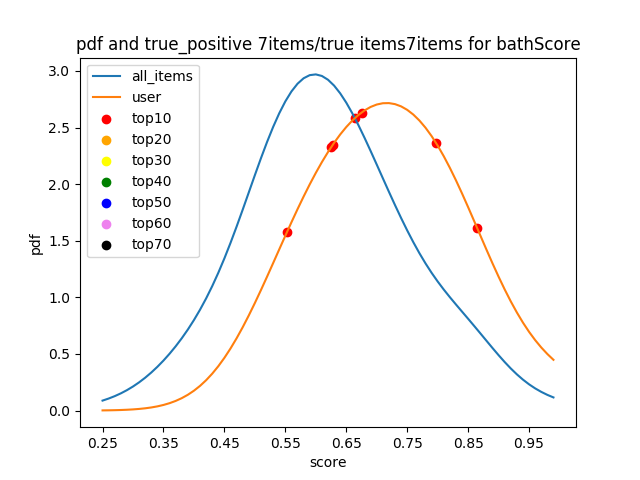 pdf and true_positive 7items/true items7items for bathScore
all_items
user
top10
top20
top30
top40
top50
top60
top70
3.0
2.5
2.0
1.5
1.0
0.5
0.0
pdf
0.25 0.35 0.45 0.55 0.65 0.75 0.85 0.95
score